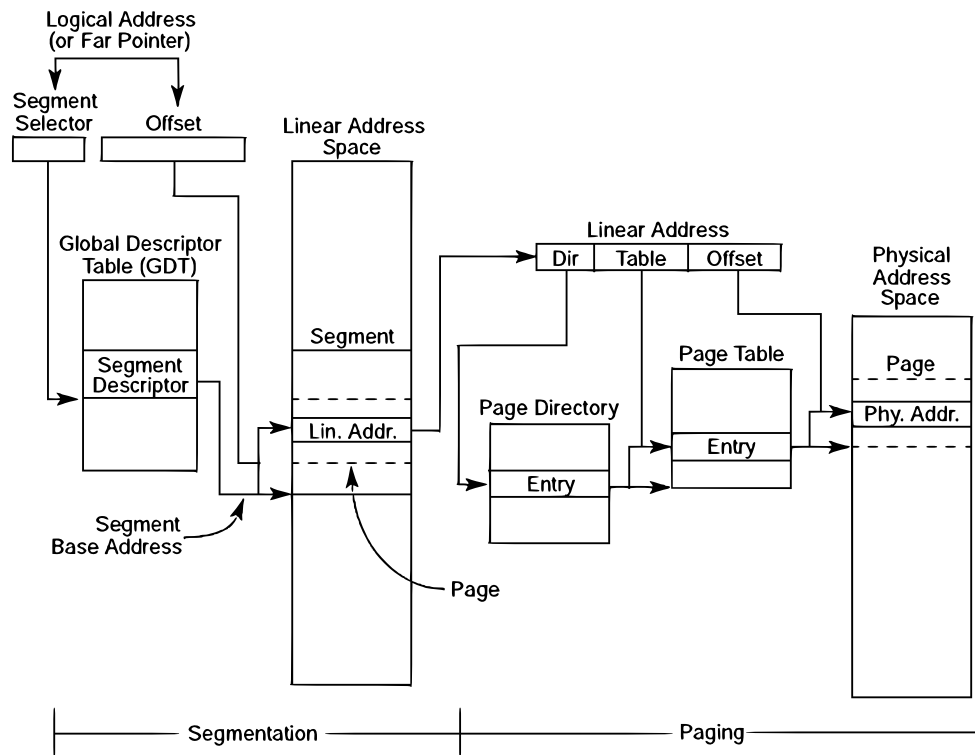 Logical Address
(or Far Pointer)
Segment
Selector
Offset
Linear Address
Space
Global Descriptor
Table (GDT)
Segment
Descriptor
Segment
Lin. Addr.
Segment
Base Address
Page
Linear Address
Dir
Table
Offset
Physical
Address
Space
Page Table
Page
Phy. Addr.
Page Directory
Entry
Entry
Segmentation
Paging